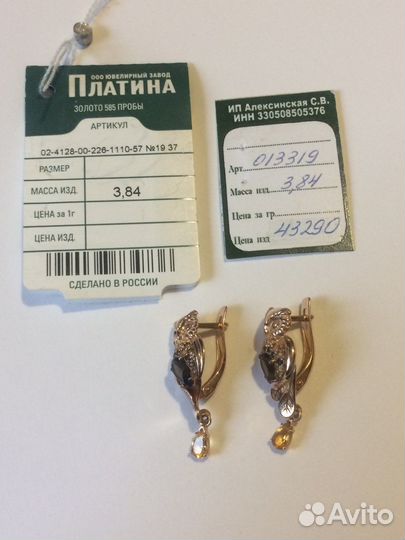 ООО ЮВЕЛИРНЫЙ ЗАВОД
ПЛАТИНА
ЗОЛОТО 585 ПРОБЫ
АРТИКУЛ
02-4128-00-226-1110-57 №19 37
РАЗМЕР
МАССА ИЗД. 3,84
ЦЕНА за 1г
ЦЕНА ИЗД.
СДЕЛАНО В РОССИИ
ИП Алексинская С.В.
ИНН 330508505376
Арт. 013319
Масса изд. 3,84
Цена за гр.
Цена изд. 43290
Avito